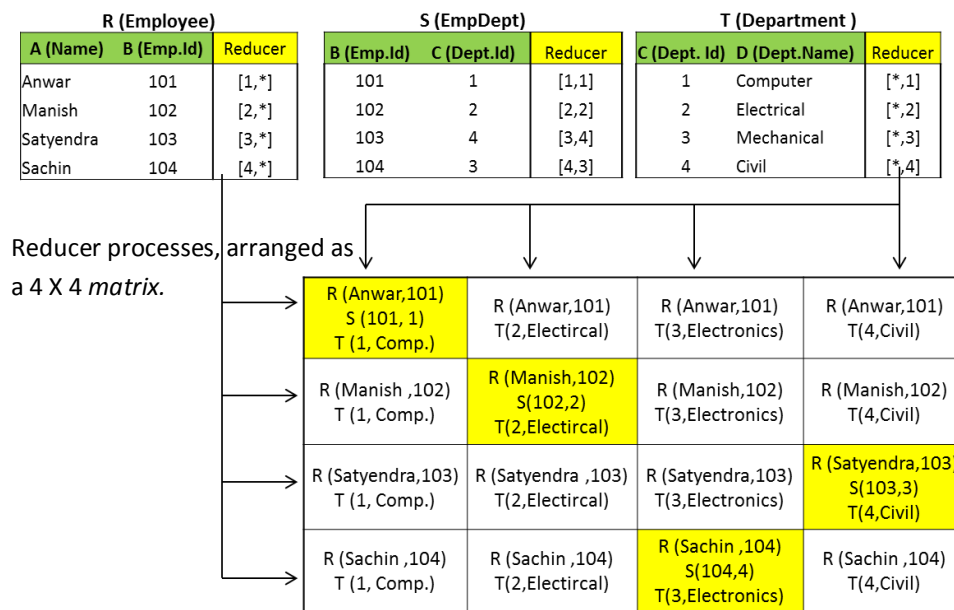 R (Employee) S (EmpDept) T (Department )
A (Name) B (Emp.Id) Reducer B (Emp.Id) C (Dept.Id) Reducer C (Dept. Id) D (Dept.Name) Reducer
Anwar 101 [1,*] 101 1 [1,1] 1 Computer [*,1]
Manish 102 [2,*] 102 2 [2,2] 2 Electrical [*,2]
Satyendra 103 [3,*] 103 4 [3,4] 3 Mechanical [*,3]
Sachin 104 [4,*] 104 3 [4,3] 4 Civil [*,4]
Reducer processes, arranged as
a 4 X 4 matrix.
R (Anwar,101)
S (101, 1)
T (1, Comp.)
R (Anwar,101)
T(2,Electircal)
R (Anwar,101)
T(3,Electronics)
R (Anwar,101)
T(4,Civil)
R (Manish ,102)
T (1, Comp.)
R (Manish,102)
S(102,2)
T(2,Electircal)
R (Manish,102)
T(3,Electronics)
R (Manish,102)
T(4,Civil)
R (Satyendra,103)
T (1, Comp.)
R (Satyendra ,103)
T(2,Electircal)
R (Satyendra,103)
T(3,Electronics)
R (Satyendra,103)
S(103,3)
T(4,Civil)
R (Sachin ,104)
T (1, Comp.)
R (Sachin ,104)
T(2,Electircal)
R (Sachin ,104)
S(104,4)
T(3,Electronics)
R (Sachin ,104)
T(4,Civil)